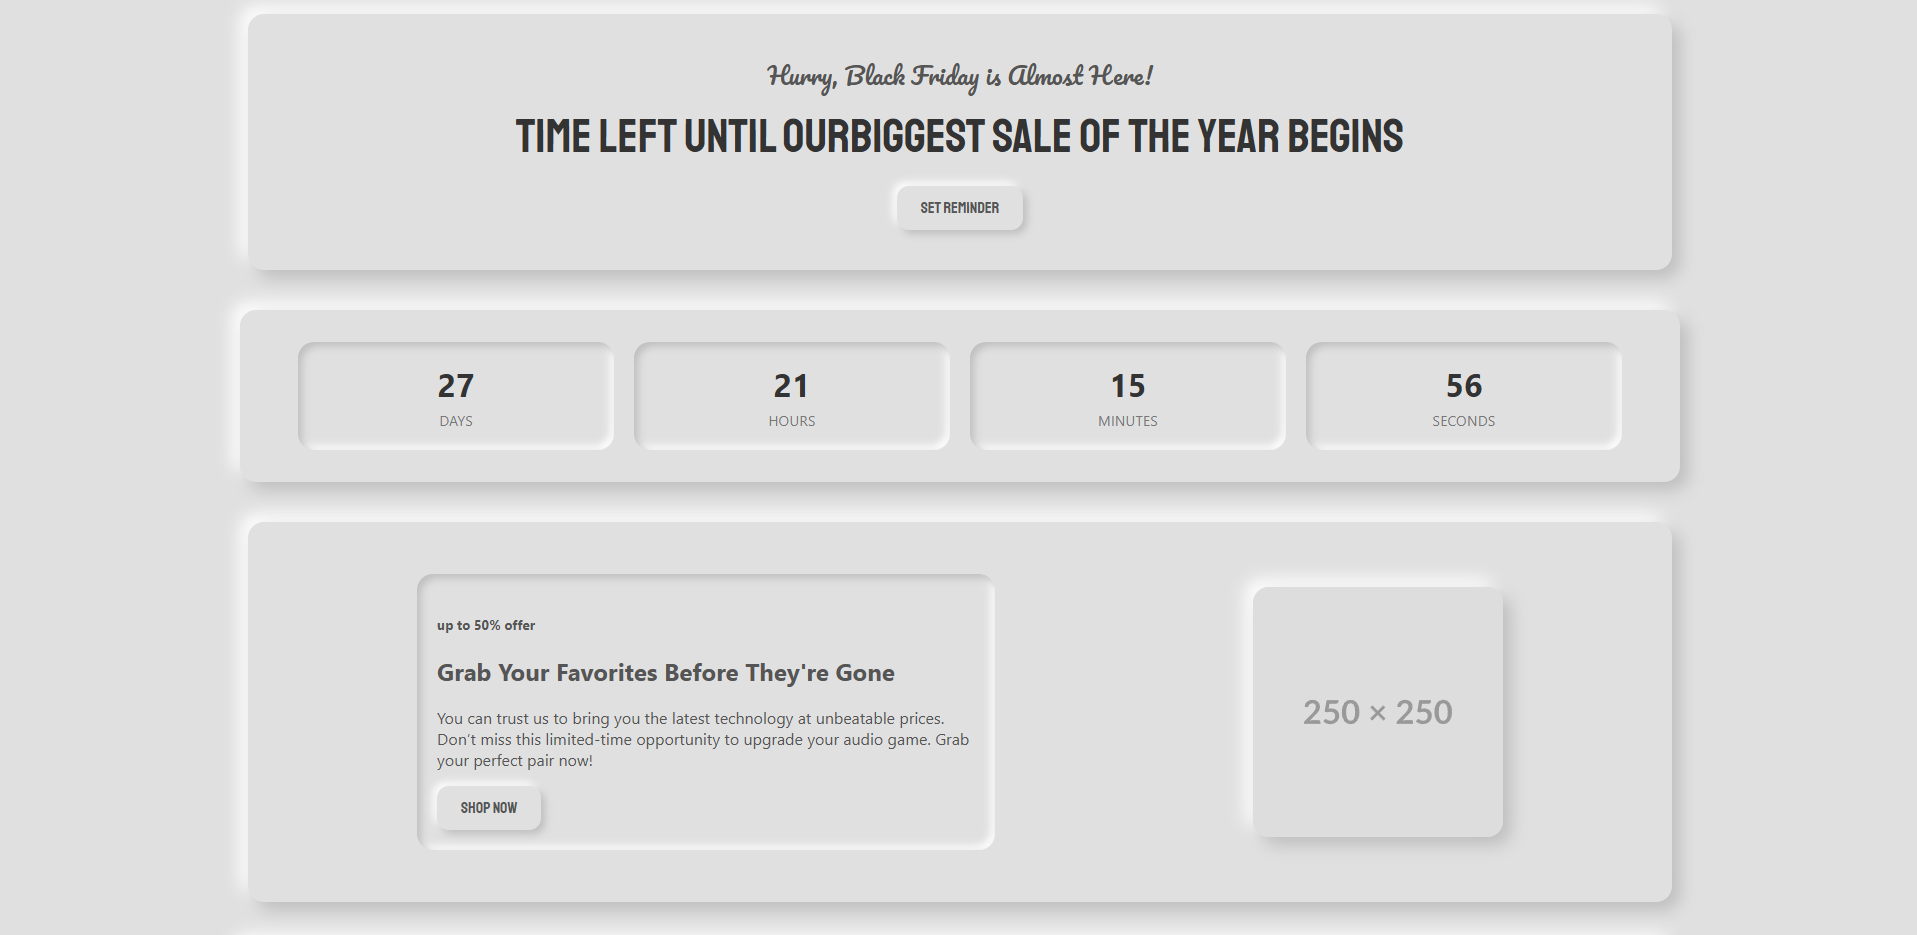 Hurry, Black Friday is Almost Here!
TIME LEFT UNTIL OURBIGGEST SALE OF THE YEAR BEGINS
SET REMINDER
27
DAYS
21
HOURS
15
MINUTES
56
SECONDS
up to 50% offer
Grab Your Favorites Before They're Gone
You can trust us to bring you the latest technology at unbeatable prices.
Don't miss this limited-time opportunity to upgrade your audio game. Grab
your perfect pair now!
SHOP NOW
250 × 250